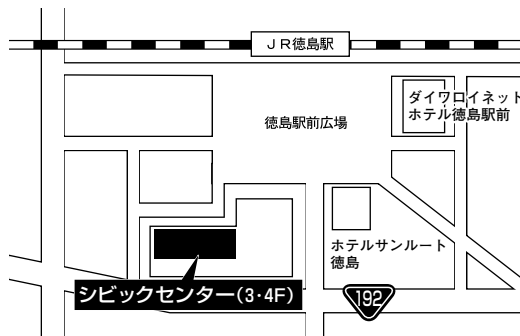 JR徳島駅
ダイワロイネット
ホテル徳島駅前
徳島駅前広場
ホテルサンルート
徳島
シビックセンター(3・4F)
192